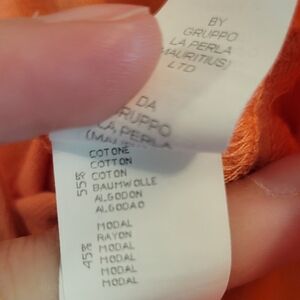 BY
GRUPPO
LA PERLA
(MAURITIUS)
LTD
DA
GRUPPO
LA PERLA
(MAU
55%
COTONE
COTTON
COTON
BAUMWOLLE
ALGODON
ALGODAO
45%
MODAL
RAYON
MODAL
MODAL
MODAL
MODAL